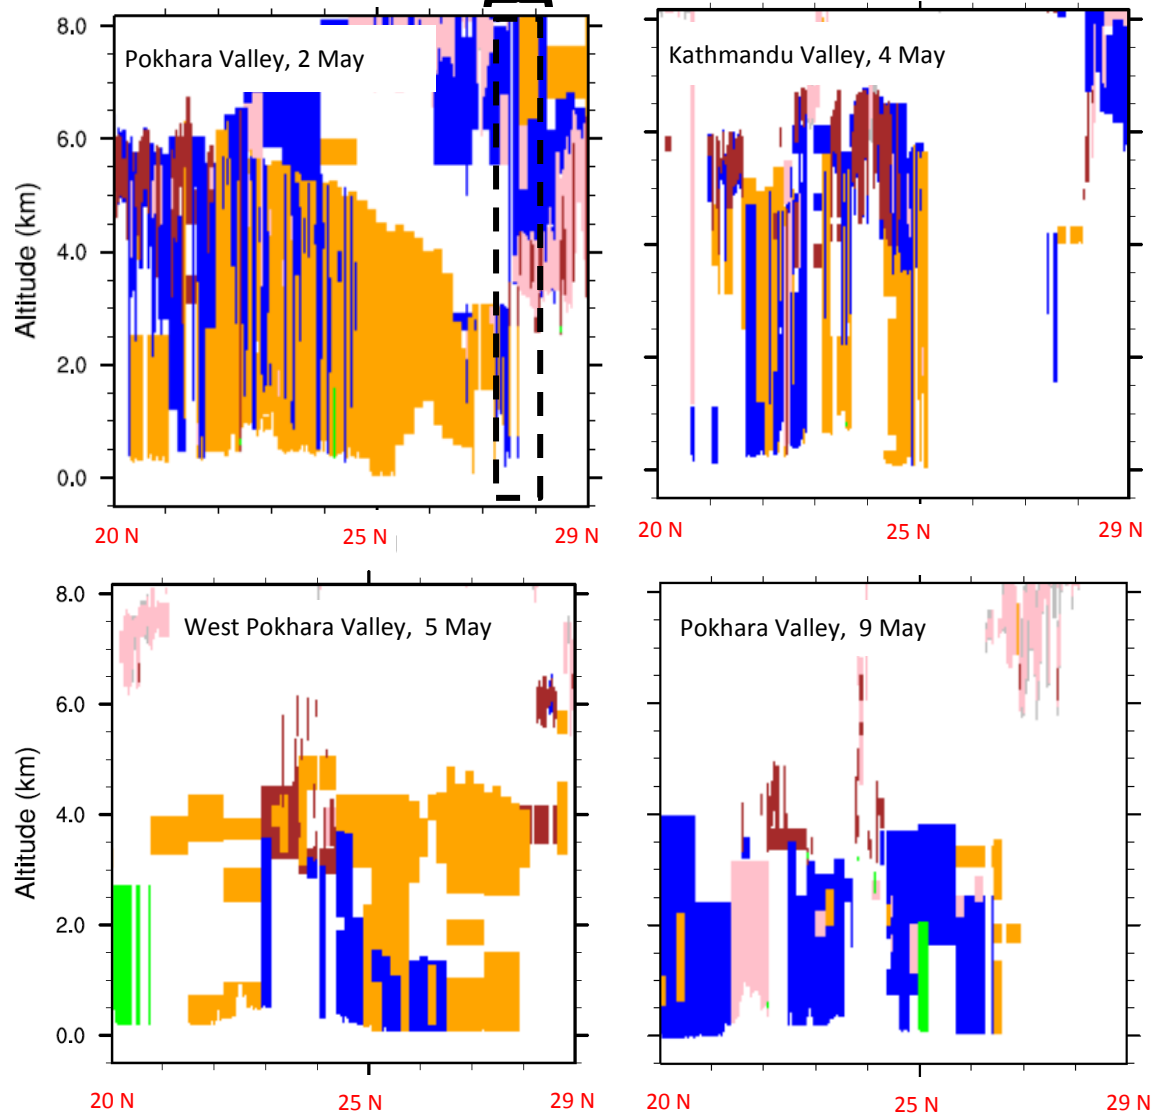 Pokhara Valley, 2 May
Kathmandu Valley, 4 May
Altitude (km)
8.0
6.0
4.0
2.0
0.0
20 N
25 N
29 N
20 N
25 N
29 N
West Pokhara Valley, 5 May
Pokhara Valley, 9 May
Altitude (km)
8.0
6.0
4.0
2.0
0.0
20 N
25 N
29 N
20 N
25 N
29 N